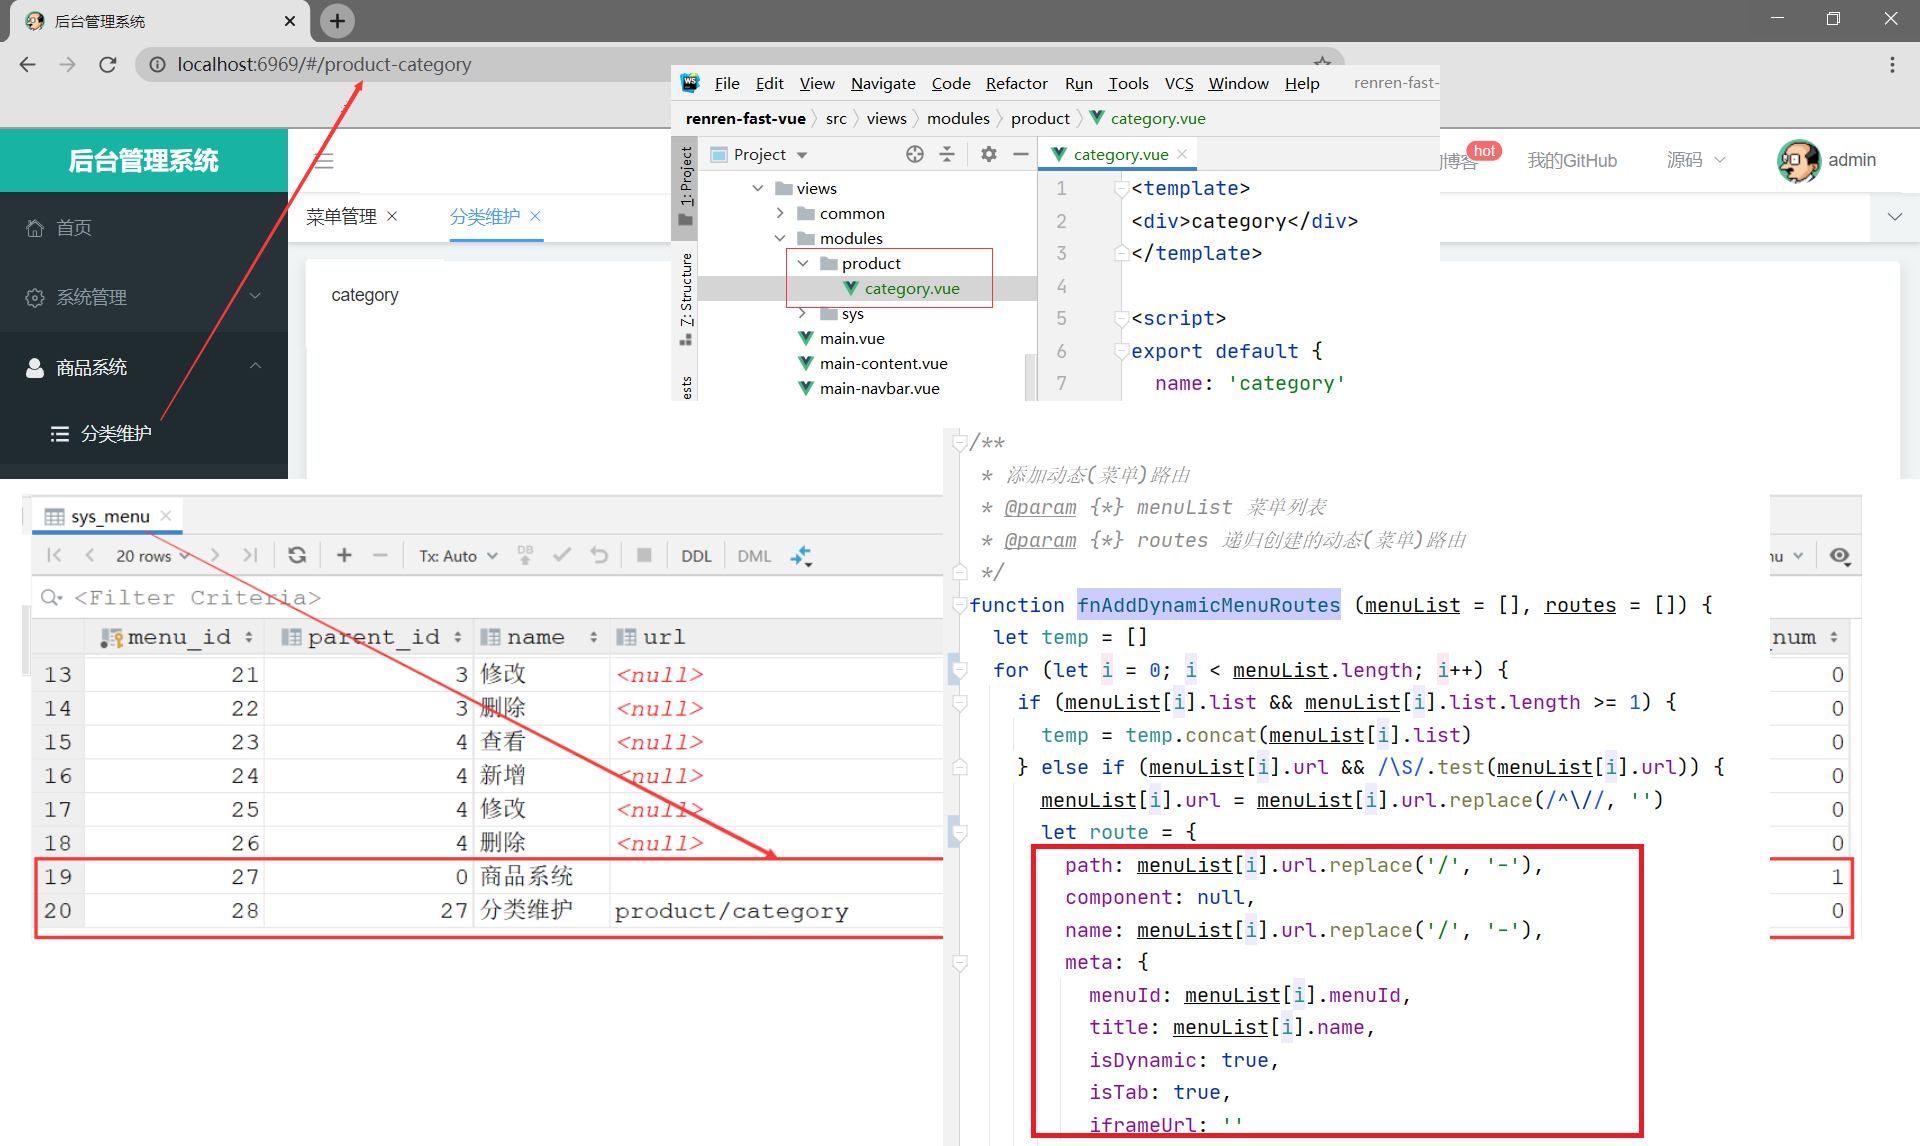 后台管理系统
localhost:6969/#/product-category
File Edit View Navigate Code Refactor Run Tools VCS Window Help renren-fast-
renren-fast-vue src views modules product category.vue
后台管理系统
Project
category.vue
博客 hot 我的GitHub 源码 admin
1: Project
Z: Structure
ests
菜单管理
分类维护
首页
系统管理
商品系统
分类维护
category
views
common
modules
product
category.vue
sys
main.vue
main-content.vue
main-navbar.vue
1 <template>
2 <div>category</div>
3 </template>
4
5 <script>
6 export default {
7 name: 'category'
sys_menu
20 rows Tx: Auto DB DDL DML
<Filter Criteria>
menu_id parent_id name url
13 21 3 修改 <null>
14 22 3 删除 <null>
15 23 4 查看 <null>
16 24 4 新增 <null>
17 25 4 修改 <null>
18 26 4 删除 <null>
19 27 0 商品系统
20 28 27 分类维护 product/category
/**
* 添加动态(菜单)路由
* @param {*} menuList 菜单列表
* @param {*} routes 递归创建的动态(菜单)路由
*/
function fnAddDynamicMenuRoutes (menuList = [], routes = []) {
let temp = []
for (let i = 0; i < menuList.length; i++) {
if (menuList[i].list && menuList[i].list.length >= 1) {
temp = temp.concat(menuList[i].list)
} else if (menuList[i].url && /\S/.test(menuList[i].url)) {
menuList[i].url = menuList[i].url.replace(/^\//, '')
let route = {
path: menuList[i].url.replace('/', '-'),
component: null,
name: menuList[i].url.replace('/', '-'),
meta: {
menuId: menuList[i].menuId,
title: menuList[i].name,
isDynamic: true,
isTab: true,
iframeUrl: ''
nu
_num
0
0
0
0
0
0
1
0